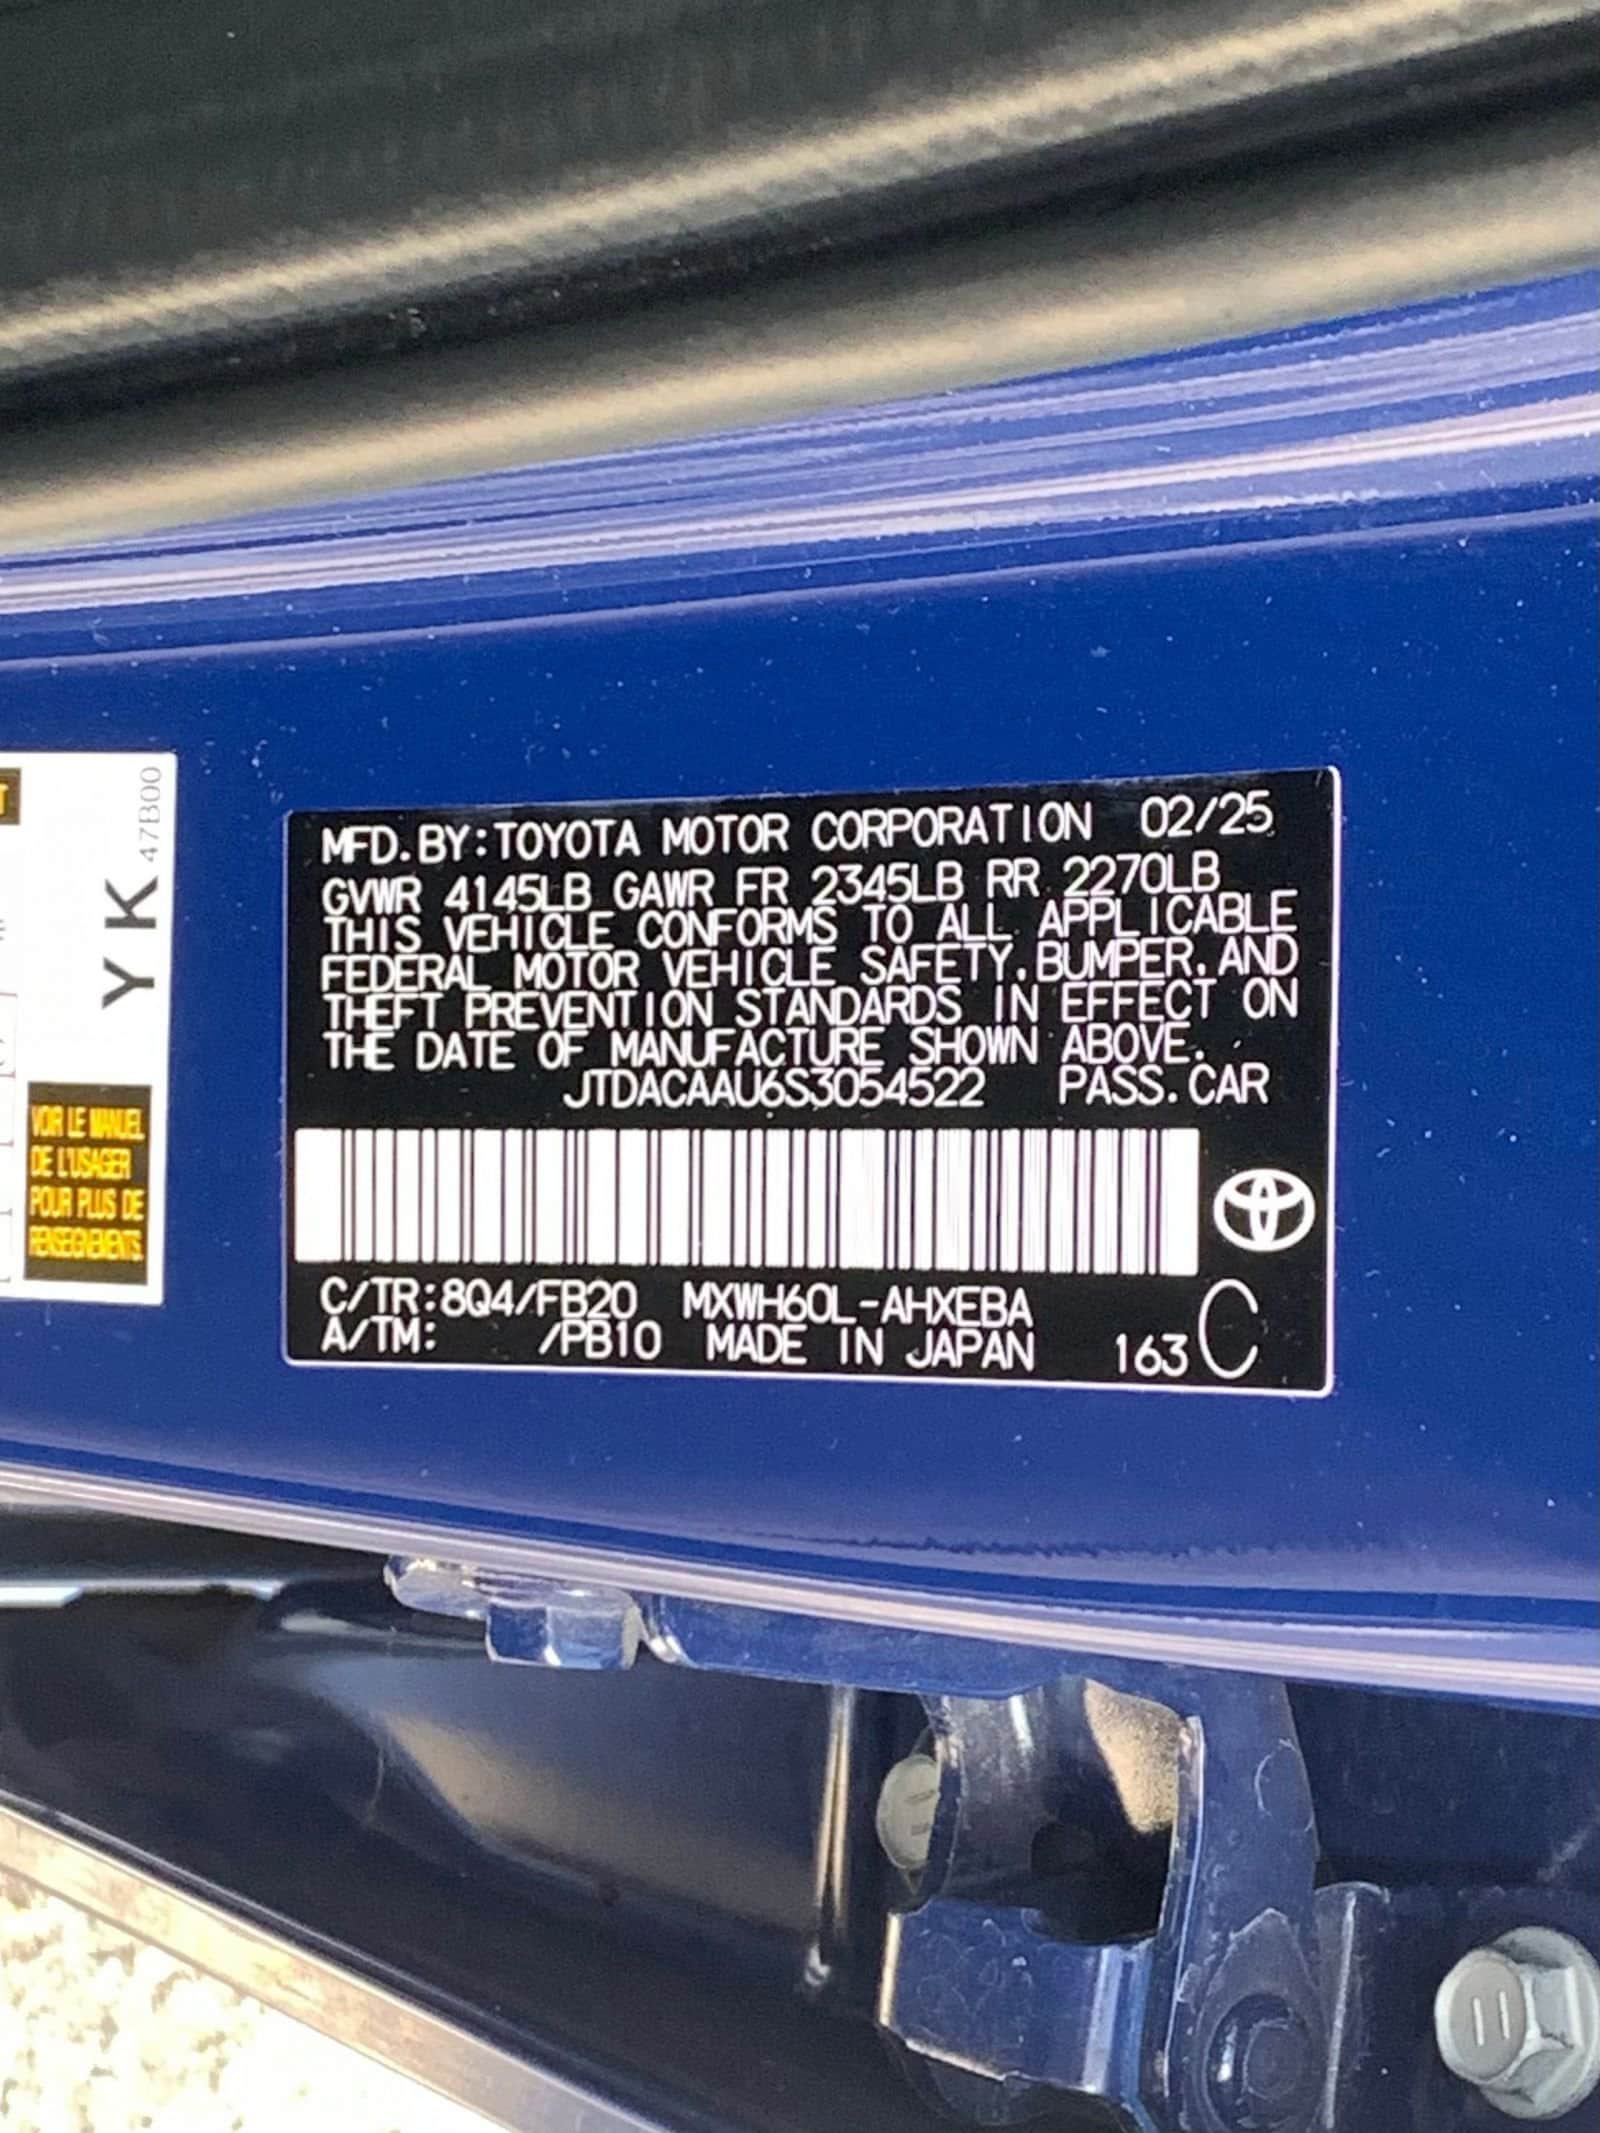 47B00
YK
VOIR LE MANUEL
DE L'USAGER
POUR PLUS DE
RENSEIGNEMENTS.
MFD.BY:TOYOTA MOTOR CORPORATION 02/25
GVWR 4145LB GAWR FR 2345LB RR 2270LB
THIS VEHICLE CONFORMS TO ALL APPLICABLE
FEDERAL MOTOR VEHICLE SAFETY,BUMPER,AND
THEFT PREVENTION STANDARDS IN EFFECT ON
THE DATE OF MANUFACTURE SHOWN ABOVE.
JTDACAAU6S3054522 PASS.CAR
C/TR:8Q4/FB20 MXWH60L-AHXEBA
A/TM: /PB10 MADE IN JAPAN 163 C